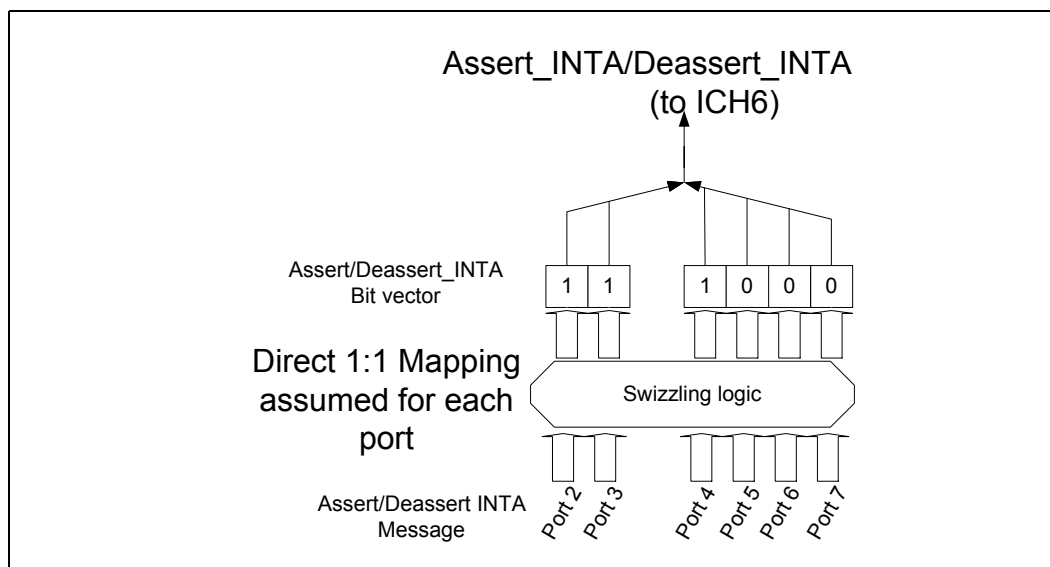 Assert_INTA/Deassert_INTA
(to ICH6)
Assert/Deassert_INTA
Bit vector
1 1 1 0 0 0
Direct 1:1 Mapping
assumed for each
port
Swizzling logic
Assert/Deassert INTA
Message
Port 2
Port 3
Port 4
Port 5
Port 6
Port 7